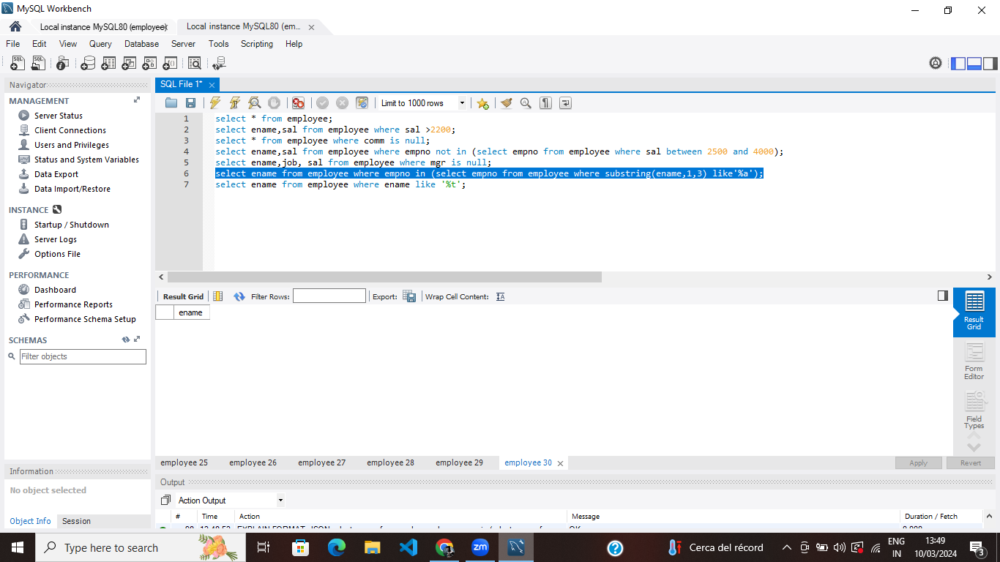 MySQL Workbench
Local instance MySQL80 (employee)
Local instance MySQL80 (em...
File Edit View Query Database Server Tools Scripting Help
Navigator
SQL File 1*
MANAGEMENT
Server Status
Client Connections
Users and Privileges
Status and System Variables
Data Export
Data Import/Restore
INSTANCE
Startup / Shutdown
Server Logs
Options File
PERFORMANCE
Dashboard
Performance Reports
Performance Schema Setup
SCHEMAS
Filter objects
Information
No object selected
Object Info Session
Limit to 1000 rows
1 select * from employee;
2 select ename,sal from employee where sal >2200;
3 select * from employee where comm is null;
4 select ename,sal from employee where empno not in (select empno from employee where sal between 2500 and 4000);
5 select ename,job, sal from employee where mgr is null;
6 select ename from employee where empno in (select empno from employee where substring(ename,1,3) like'%a');
7 select ename from employee where ename like '%t';
Result Grid Filter Rows: Export: Wrap Cell Content:
ename
Result
Grid
Form
Editor
Field
Types
employee 25 employee 26 employee 27 employee 28 employee 29 employee 30
Apply Revert
Output
Action Output
# Time Action Message Duration / Fetch
Type here to search
zm
Cerca del récord
ENG
IN
13:49
10/03/2024
3